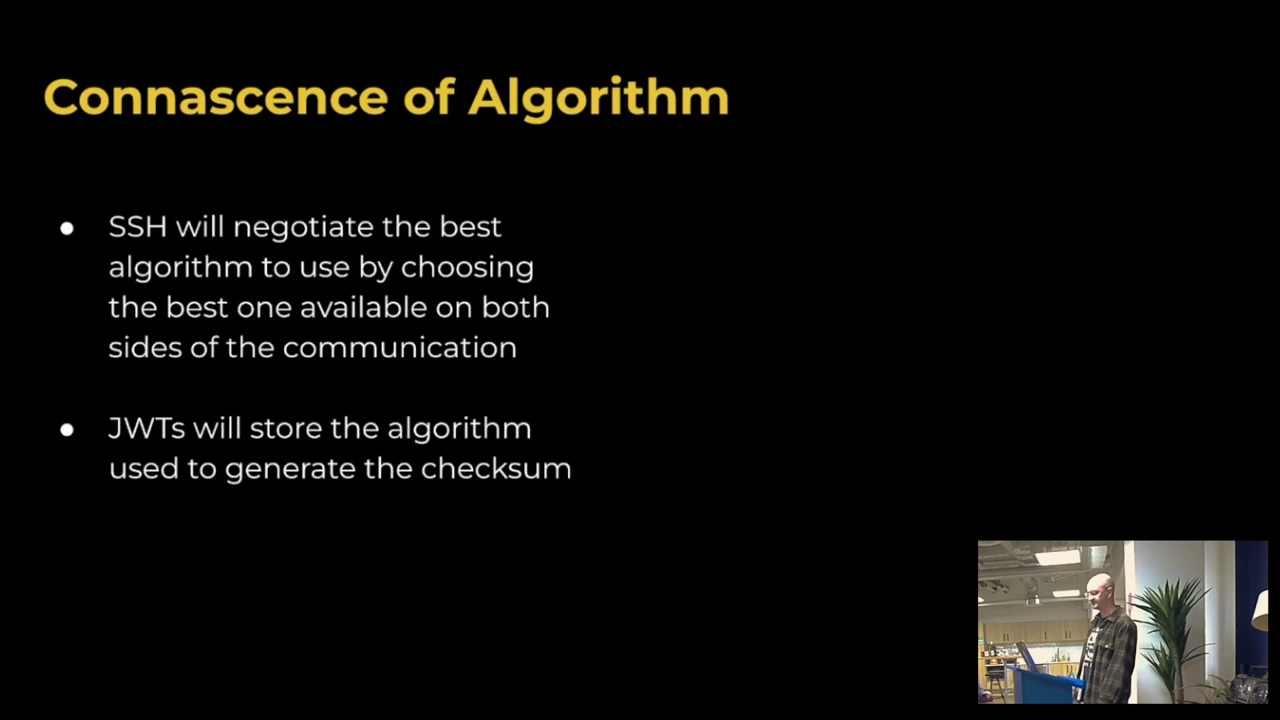 Connascence of Algorithm
● SSH will negotiate the best
algorithm to use by choosing
the best one available on both
sides of the communication
● JWTs will store the algorithm
used to generate the checksum